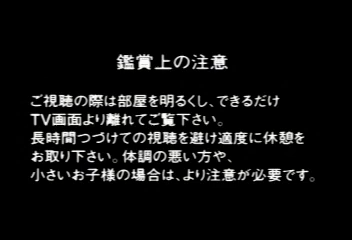 鑑賞上の注意
ご視聴の際は部屋を明るくし、できるだけ
TV画面より離れてご覧下さい。
長時間つづけての視聴を避け適度に休憩を
お取り下さい。体調の悪い方や、
小さいお子様の場合は、より注意が必要です。